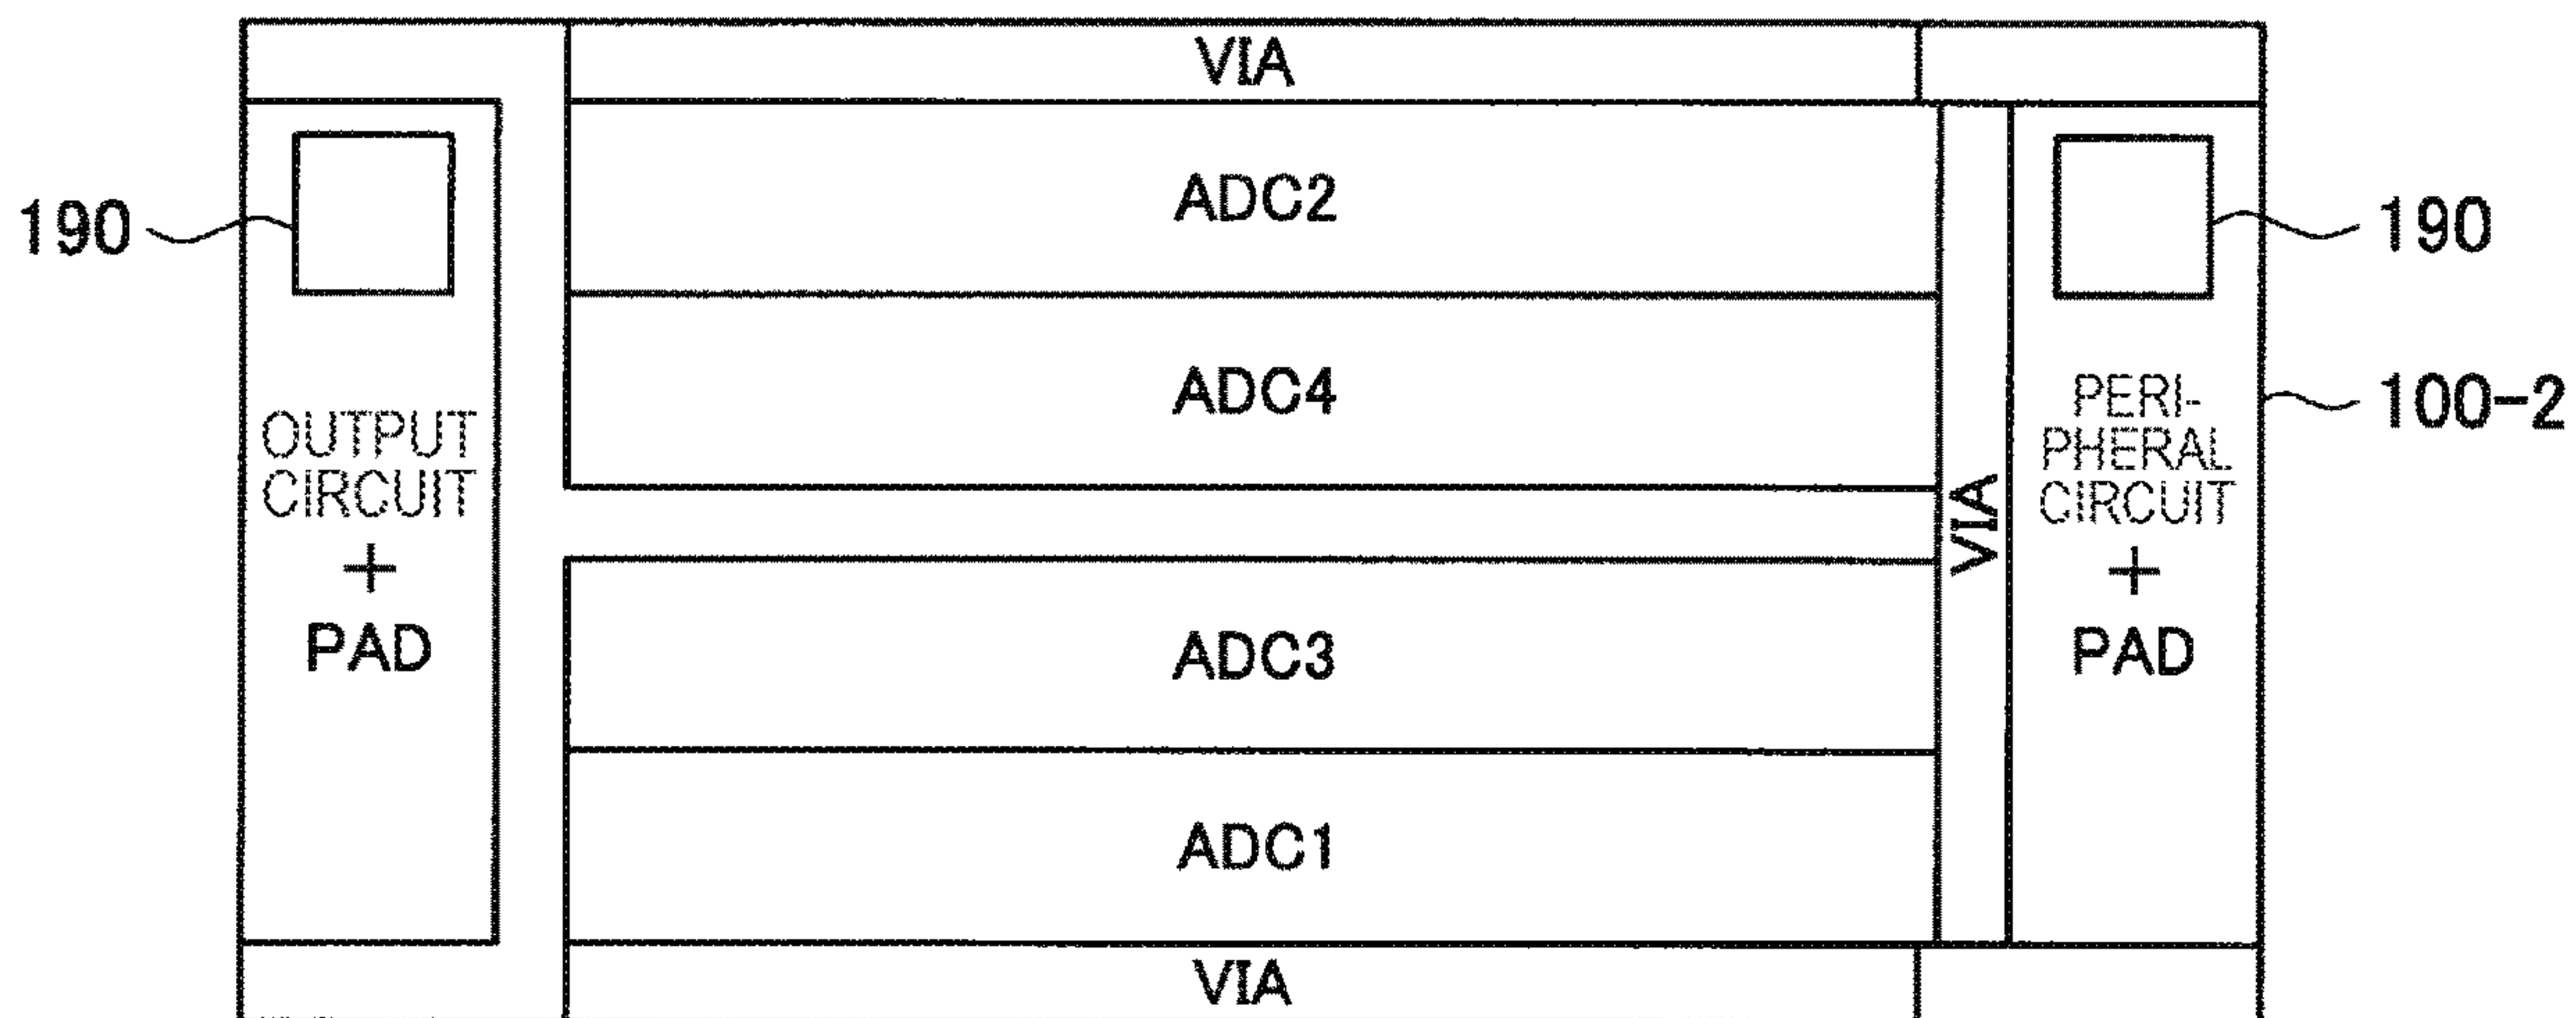 VIA
ADC2
190
190
ADC4
100-2
OUTPUT
CIRCUIT
+
PAD
PERI-
PHERAL
CIRCUIT
+
PAD
VIA
ADC3
ADC1
VIA